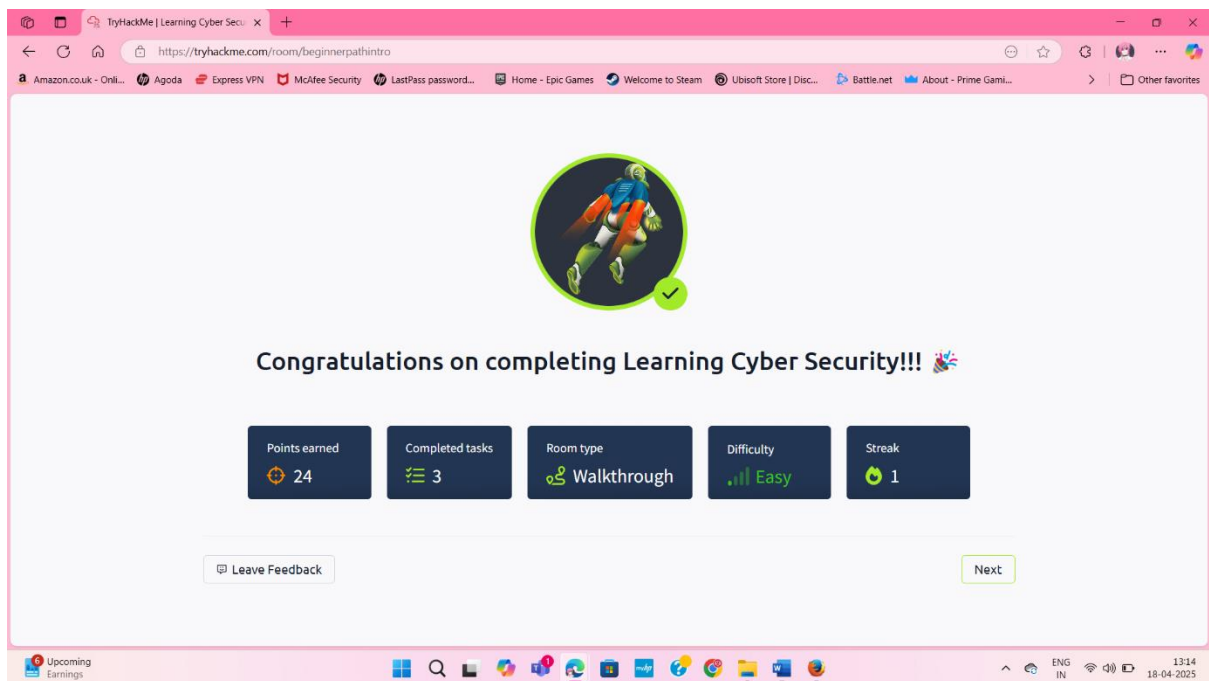 TryHackMe | Learning Cyber Secu
https://tryhackme.com/room/beginnerpathintro
Amazon.co.uk - Onli... Agoda Express VPN McAfee Security LastPass password... Home - Epic Games Welcome to Steam Ubisoft Store | Disc... Battle.net About - Prime Gami... Other favorites
Congratulations on completing Learning Cyber Security!!! 🎉
Points earned Completed tasks Room type Difficulty Streak
24 3 Walkthrough Easy 1
Leave Feedback Next
6 Upcoming ENG 13:14
Earnings IN 18-04-2025